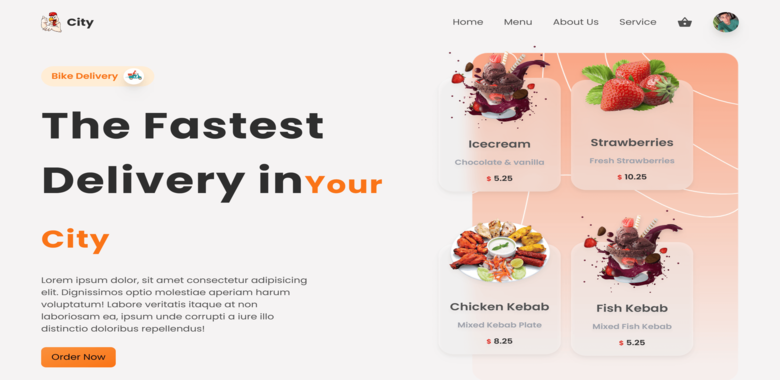 City
Home
Menu
About Us
Service
Bike Delivery
The Fastest
Delivery in Your
City
Lorem ipsum dolor, sit amet consectetur adipisicing
elit. Dignissimos optio molestiae aperiam harum
voluptatum! Labore veritatis itaque at non
laboriosam ea, ipsum unde corrupti a iure illo
distinctio doloribus repellendus!
Order Now
Icecream
Chocolate & vanilla
$ 5.25
Strawberries
Fresh Strawberries
$ 10.25
Chicken Kebab
Mixed Kebab Plate
$ 8.25
Fish Kebab
Mixed Fish Kebab
$ 5.25